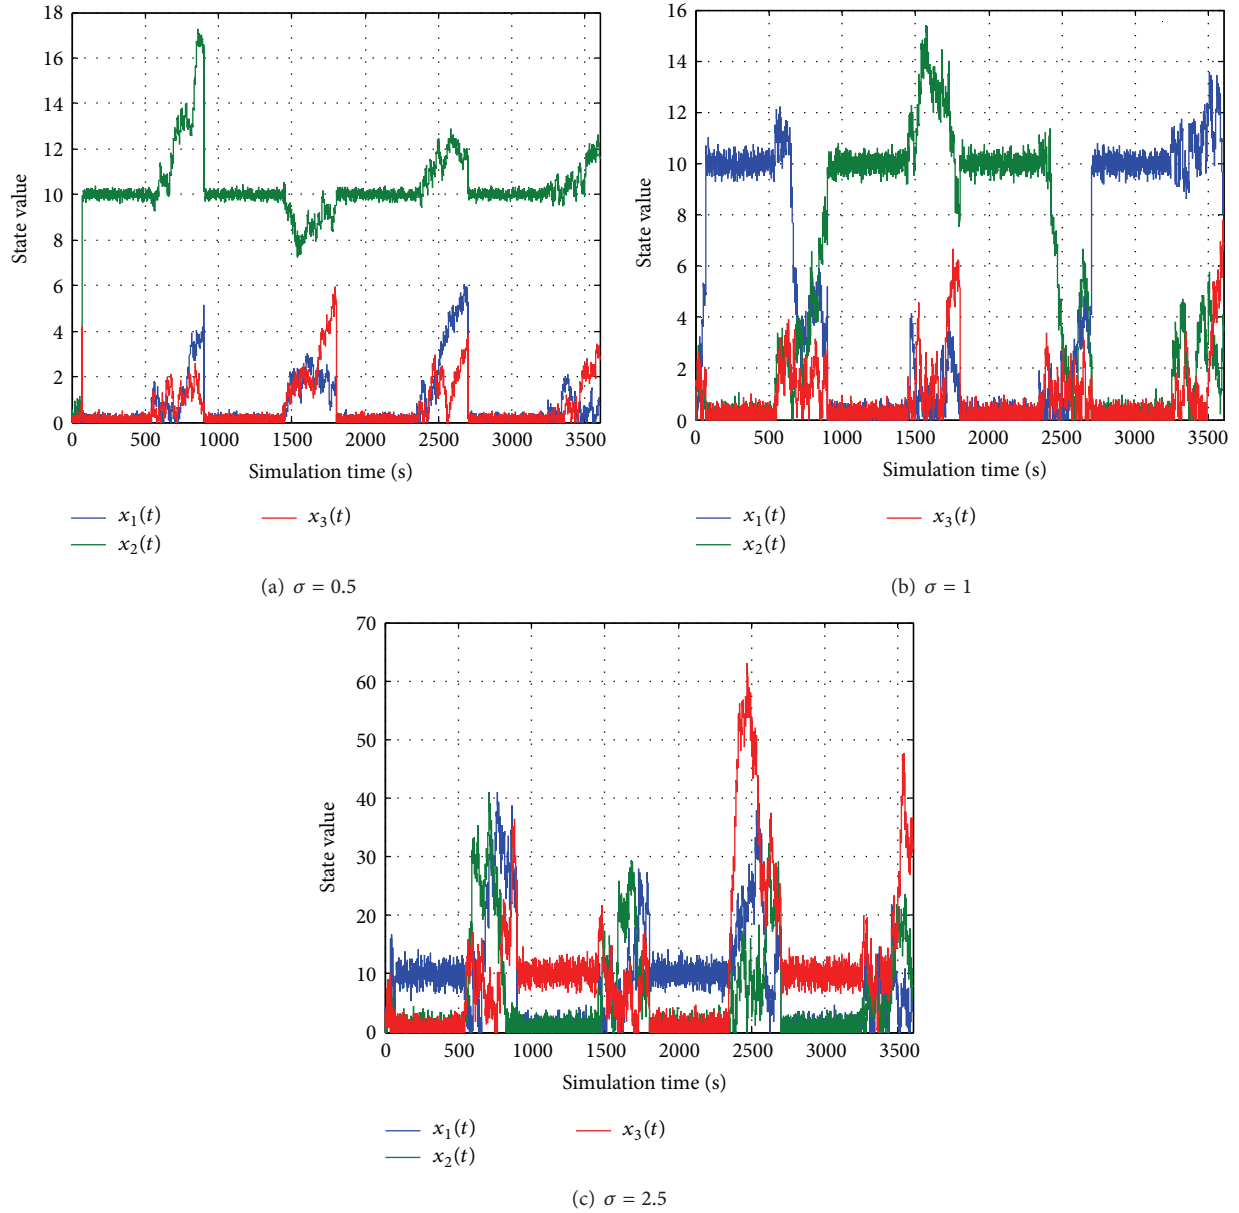 18
16
14
12
10
8
6
4
2
0
State value
0 500 1000 1500 2000 2500 3000 3500
Simulation time (s)
x1(t) x3(t)
x2(t)
(a) σ = 0.5
16
14
12
10
8
6
4
2
0
State value
0 500 1000 1500 2000 2500 3000 3500
Simulation time (s)
x1(t) x3(t)
x2(t)
(b) σ = 1
70
60
50
40
30
20
10
0
State value
0 500 1000 1500 2000 2500 3000 3500
Simulation time (s)
x1(t) x3(t)
x2(t)
(c) σ = 2.5